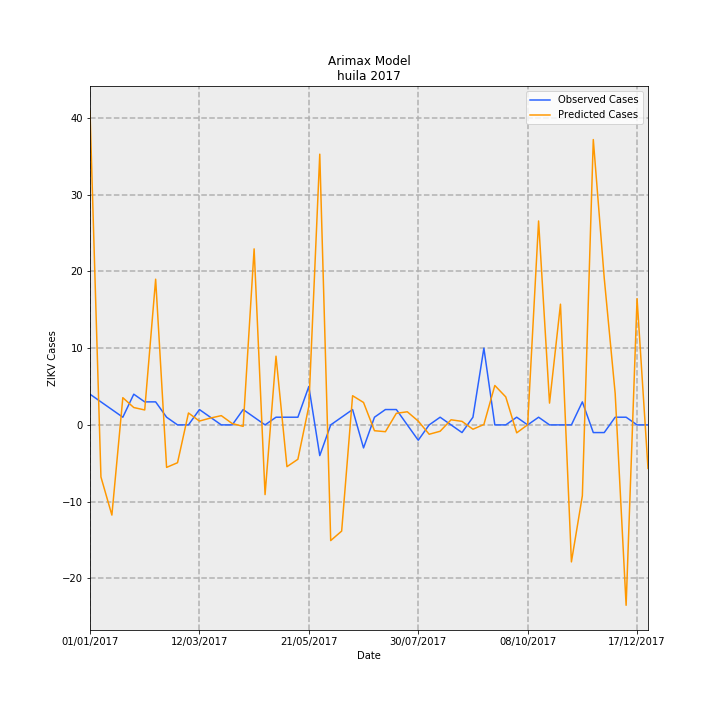 Arimax Model
huila 2017
Observed Cases
Predicted Cases
40
30
20
10
0
−10
−20
ZIKV Cases
01/01/2017 12/03/2017 21/05/2017 30/07/2017 08/10/2017 17/12/2017
Date